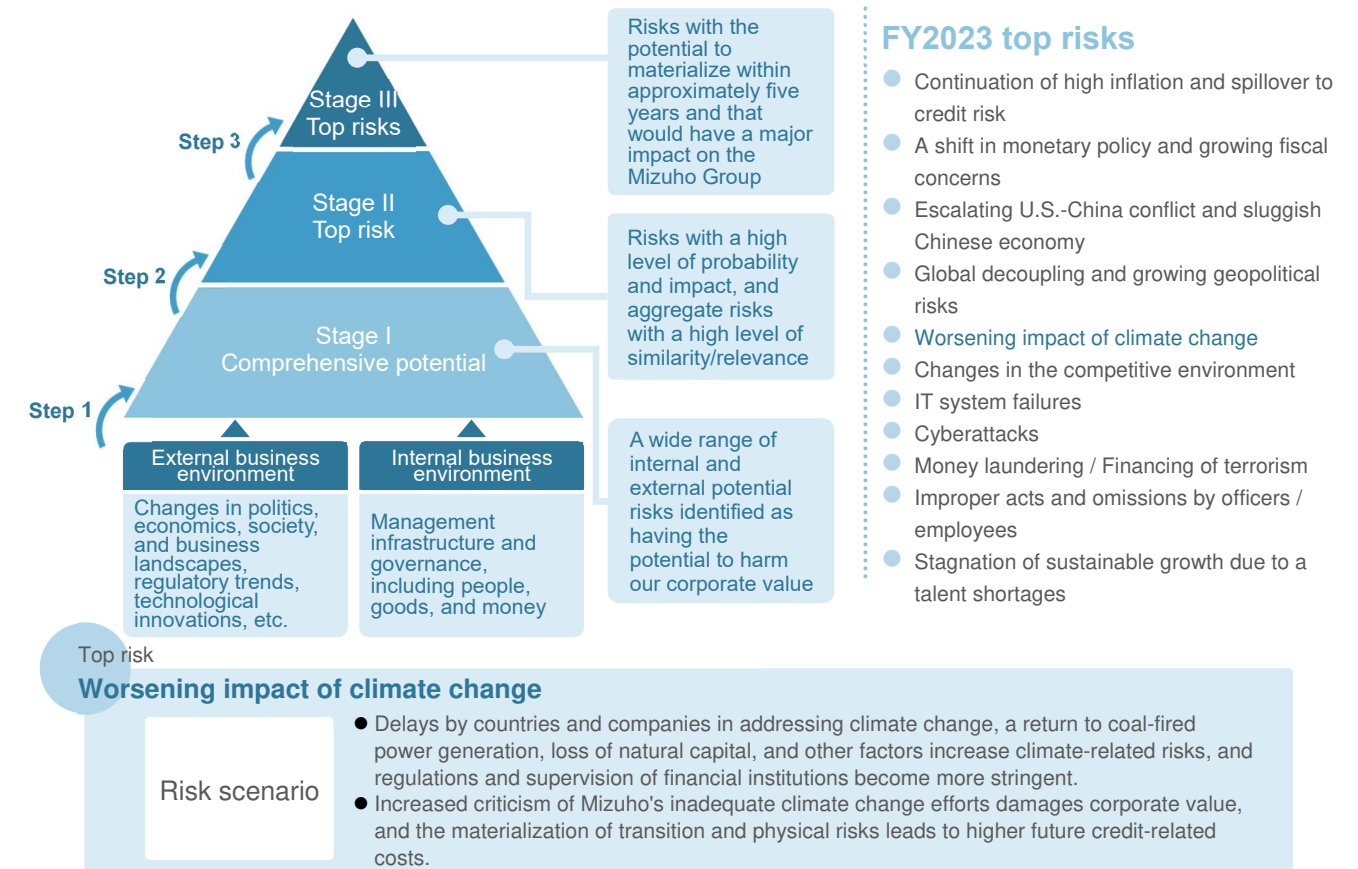 Stage III
Top risks
Step 3
Stage II
Top risk
Step 2
Stage I
Comprehensive potential
Step 1
External business
environment
Changes in politics,
economics, society,
and business
landscapes,
regulatory trends,
technological
innovations, etc.
Internal business
environment
Management
infrastructure and
governance,
including people,
goods, and money
Risks with the
potential to
materialize within
approximately five
years and that
would have a major
impact on the
Mizuho Group
Risks with a high
level of probability
and impact, and
aggregate risks
with a high level of
similarity/relevance
A wide range of
internal and
external potential
risks identified as
having the
potential to harm
our corporate value
FY2023 top risks
Continuation of high inflation and spillover to
credit risk
A shift in monetary policy and growing fiscal
concerns
Escalating U.S.-China conflict and sluggish
Chinese economy
Global decoupling and growing geopolitical
risks
Worsening impact of climate change
Changes in the competitive environment
IT system failures
Cyberattacks
Money laundering / Financing of terrorism
Improper acts and omissions by officers /
employees
Stagnation of sustainable growth due to a
talent shortages
Top risk
Worsening impact of climate change
Risk scenario
● Delays by countries and companies in addressing climate change, a return to coal-fired
power generation, loss of natural capital, and other factors increase climate-related risks, and
regulations and supervision of financial institutions become more stringent.
● Increased criticism of Mizuho's inadequate climate change efforts damages corporate value,
and the materialization of transition and physical risks leads to higher future credit-related
costs.